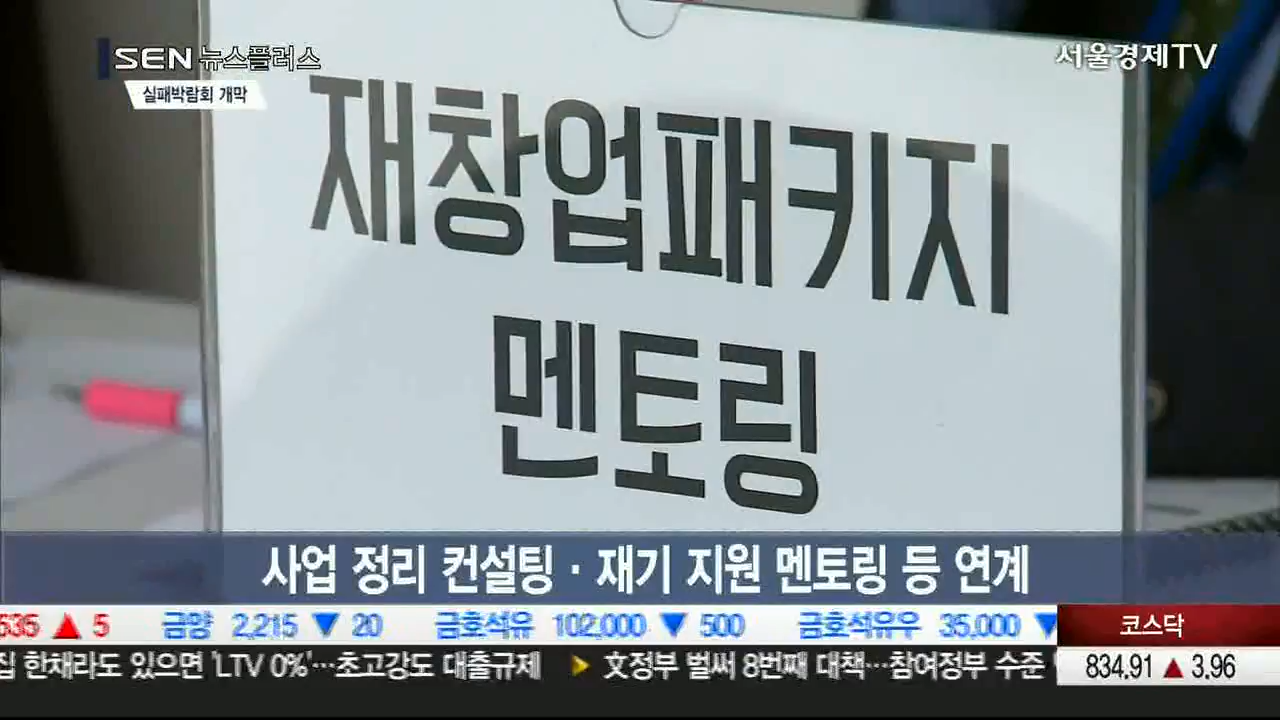 SEN 뉴스플러스
서울경제TV
실패박람회 개막
재창업패키지
멘토링
사업 정리 컨설팅·재기 지원 멘토링 등 연계
5 금양 2,215 ▼ 20 금호석유 102,000 ▼ 500 금호석유우 35,000 ▼
코스닥
한채라도 있으면 'LTV 0%'…초고강도 대출규제 ▶ 文정부 벌써 8번째 대책…참여정부 수준
834.91 ▲ 3.96